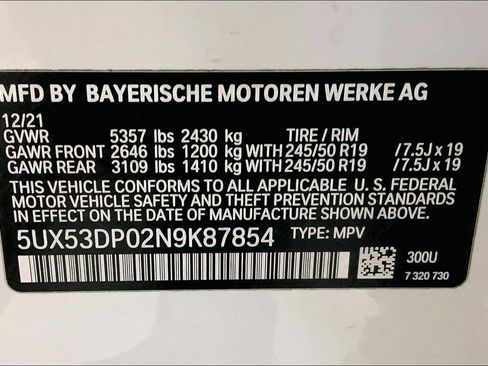 MFD BY BAYERISCHE MOTOREN WERKE AG
12/21
GVWR 5357 lbs 2430 kg TIRE / RIM
GAWR FRONT 2646 lbs 1200 kg WITH 245/50 R19 /7.5J x 19
GAWR REAR 3109 lbs 1410 kg WITH 245/50 R19 /7.5J x 19
THIS VEHICLE CONFORMS TO ALL APPLICABLE U. S. FEDERAL
MOTOR VEHICLE SAFETY AND THEFT PREVENTION STANDARDS
IN EFFECT ON THE DATE OF MANUFACTURE SHOWN ABOVE.
5UX53DP02N9K87854 TYPE: MPV
300U
7 320 730